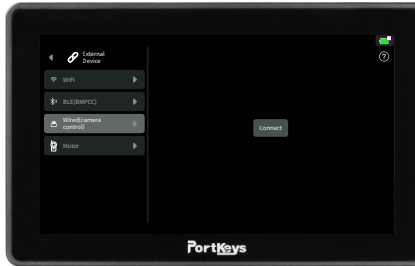 External
Device
WiFi
BLE(BMPCC)
Wired(camera
control)
Motor
Connect
?
PortKeys